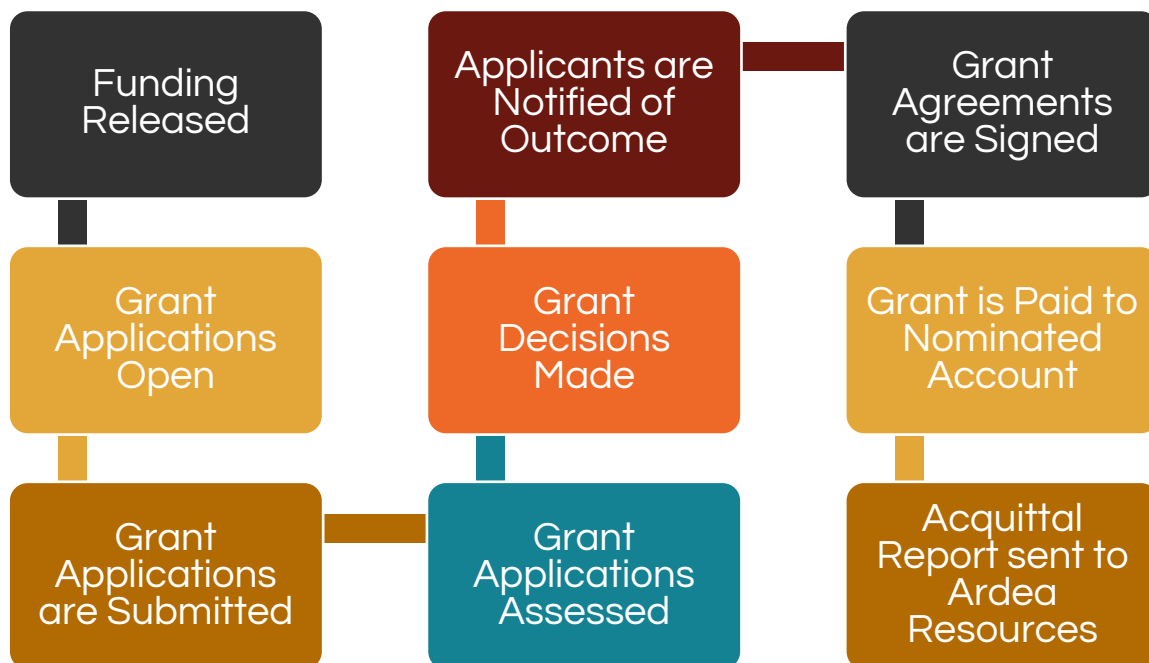 Funding
Released
Grant
Applications
Open
Grant
Applications
are Submitted
Grant
Applications
Assessed
Grant
Decisions
Made
Applicants are
Notified of
Outcome
Grant
Agreements
are Signed
Grant is Paid to
Nominated
Account
Acquittal
Report sent to
Ardea
Resources